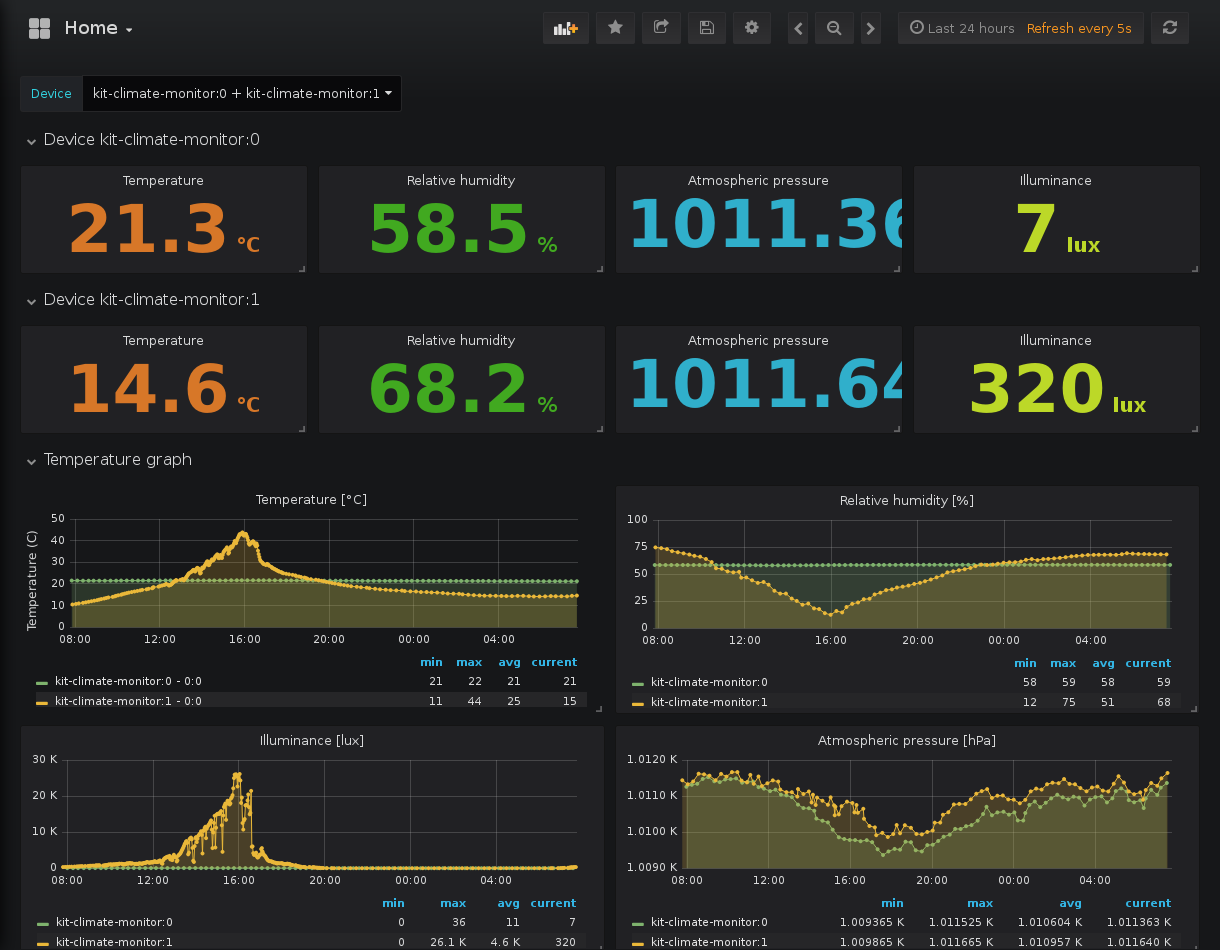 Home
Last 24 hours Refresh every 5s
Device kit-climate-monitor:0 + kit-climate-monitor:1
Device kit-climate-monitor:0
Temperature Relative humidity Atmospheric pressure Illuminance
21.3 °C 58.5 % 1011.36 7 lux
Device kit-climate-monitor:1
Temperature Relative humidity Atmospheric pressure Illuminance
14.6 °C 68.2 % 1011.64 320 lux
Temperature graph
Temperature [°C]
Temperature (C)
50
40
30
20
10
0
08:00 12:00 16:00 20:00 00:00 04:00
min max avg current
kit-climate-monitor:0 - 0:0 21 22 21 21
kit-climate-monitor:1 - 0:0 11 44 25 15
Relative humidity [%]
100
75
50
25
0
08:00 12:00 16:00 20:00 00:00 04:00
min max avg current
kit-climate-monitor:0 58 59 58 59
kit-climate-monitor:1 12 75 51 68
Illuminance [lux]
30 K
20 K
10 K
0
08:00 12:00 16:00 20:00 00:00 04:00
min max avg current
kit-climate-monitor:0 0 36 11 7
kit-climate-monitor:1 0 26.1 K 4.6 K 320
Atmospheric pressure [hPa]
1.0120 K
1.0110 K
1.0100 K
1.0090 K
08:00 12:00 16:00 20:00 00:00 04:00
min max avg current
kit-climate-monitor:0 1.009365 K 1.011525 K 1.010604 K 1.011363 K
kit-climate-monitor:1 1.009865 K 1.011665 K 1.010957 K 1.011640 K